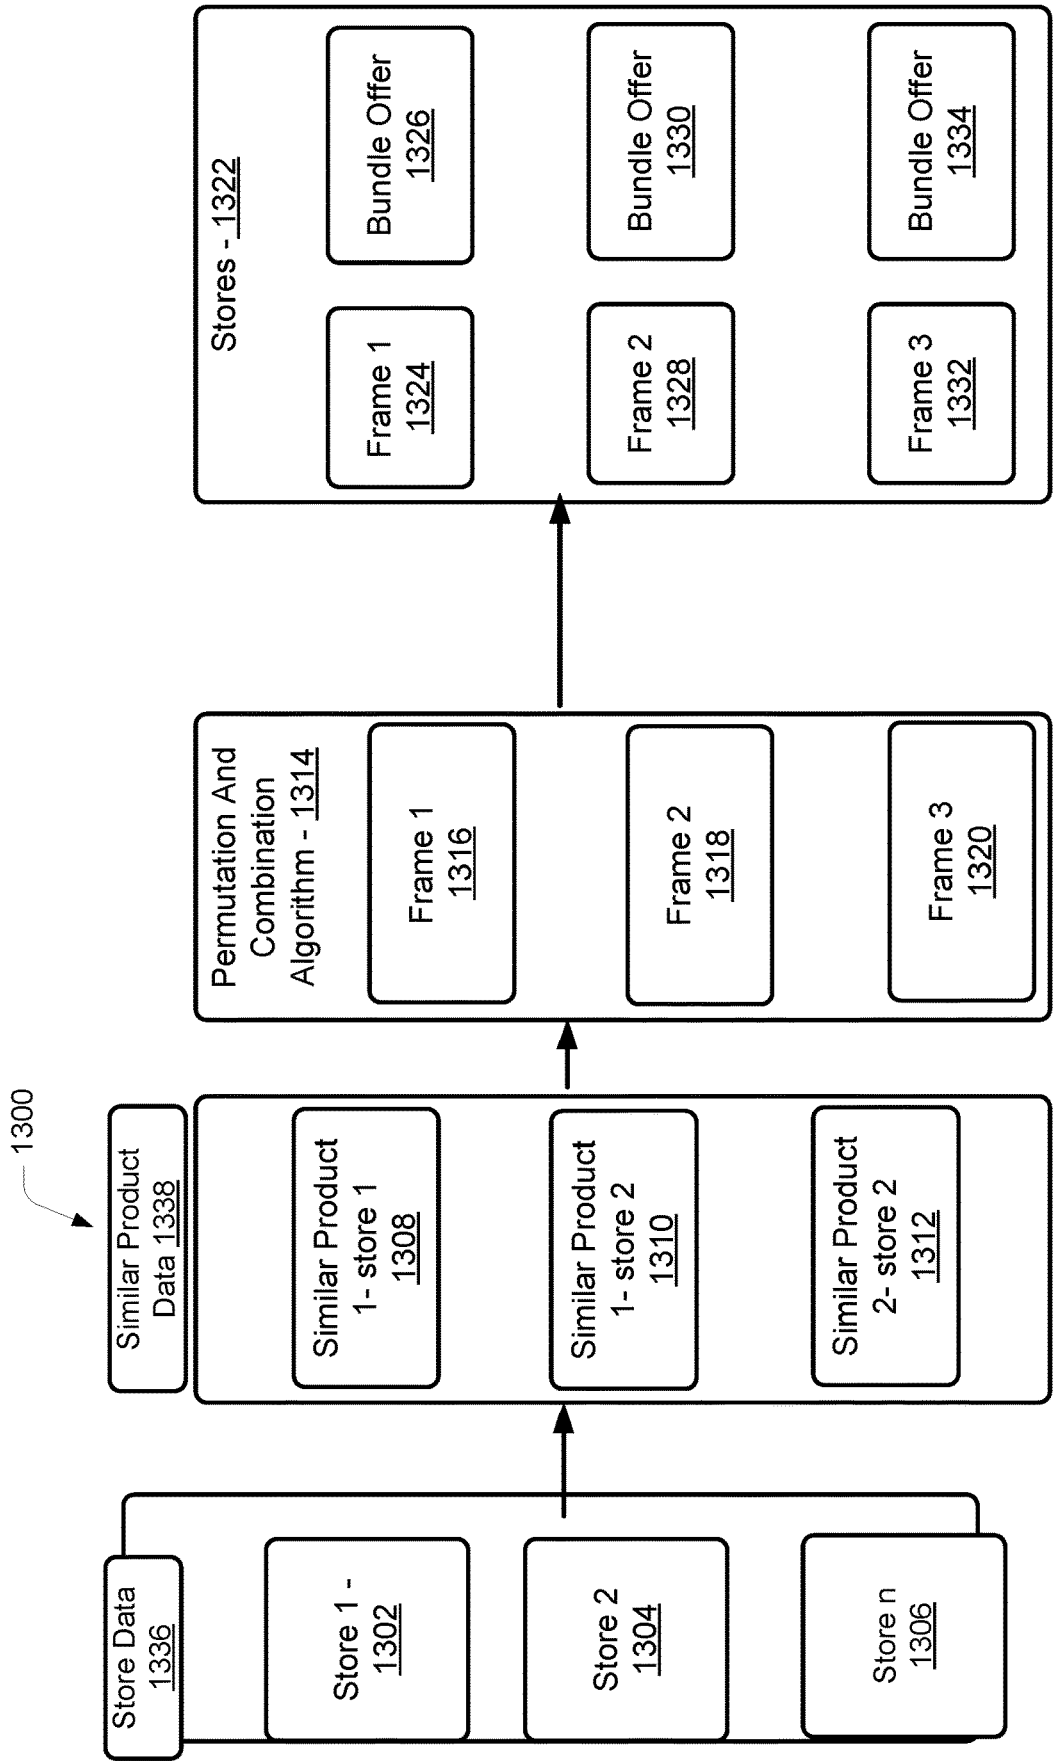 1300
Store Data
1336
Store 1 -
1302
Store 2
1304
Store n
1306
Similar Product
Data 1338
Similar Product
1- store 1
1308
Similar Product
1- store 2
1310
Similar Product
2- store 2
1312
Permutation And
Combination
Algorithm - 1314
Frame 1
1316
Frame 2
1318
Frame 3
1320
Stores - 1322
Frame 1
1324
Bundle Offer
1326
Frame 2
1328
Bundle Offer
1330
Frame 3
1332
Bundle Offer
1334